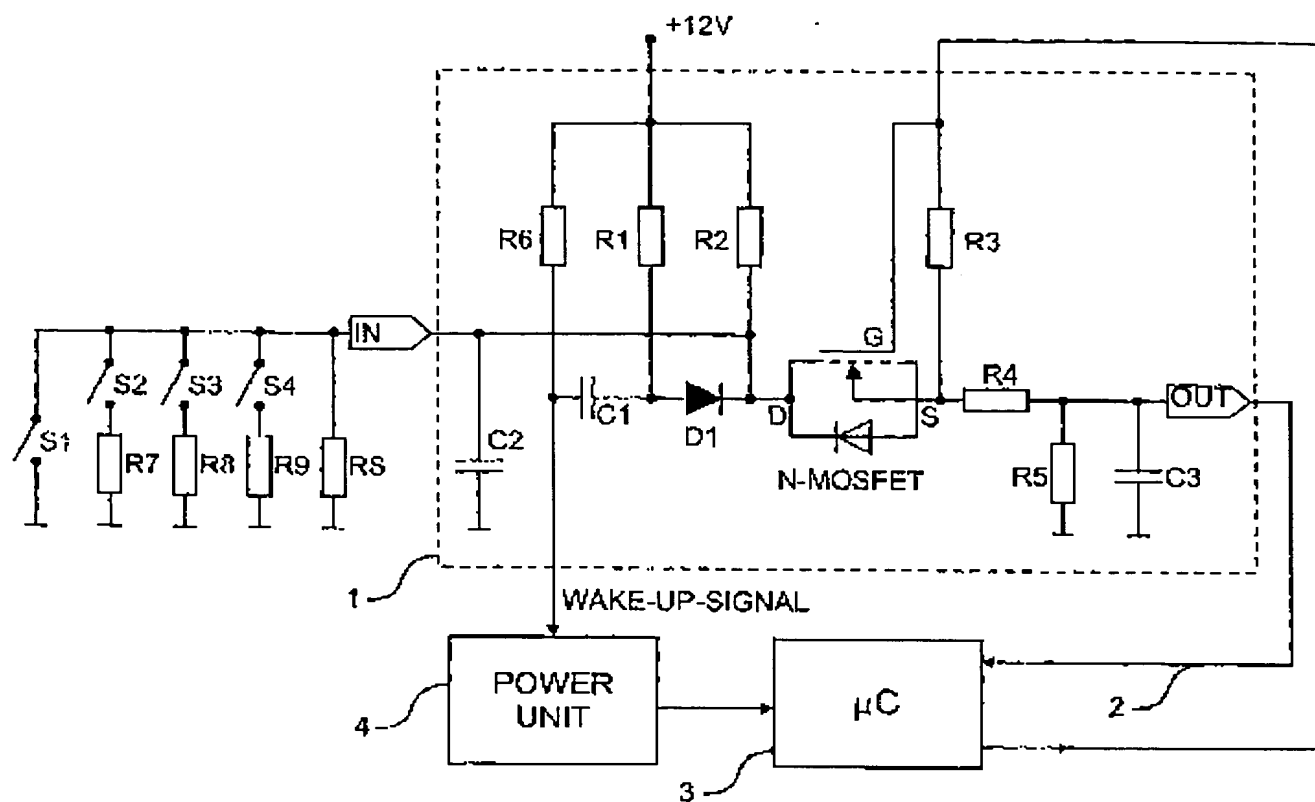 +12V
R6
R1
R2
R3
IN
G
S1
S2
S3
S4
R7
R8
R9
RS
C2
C1
D1
D
S
N-MOSFET
R4
R5
C3
OUT
1
WAKE-UP-SIGNAL
POWER
UNIT
4
µC
3
2